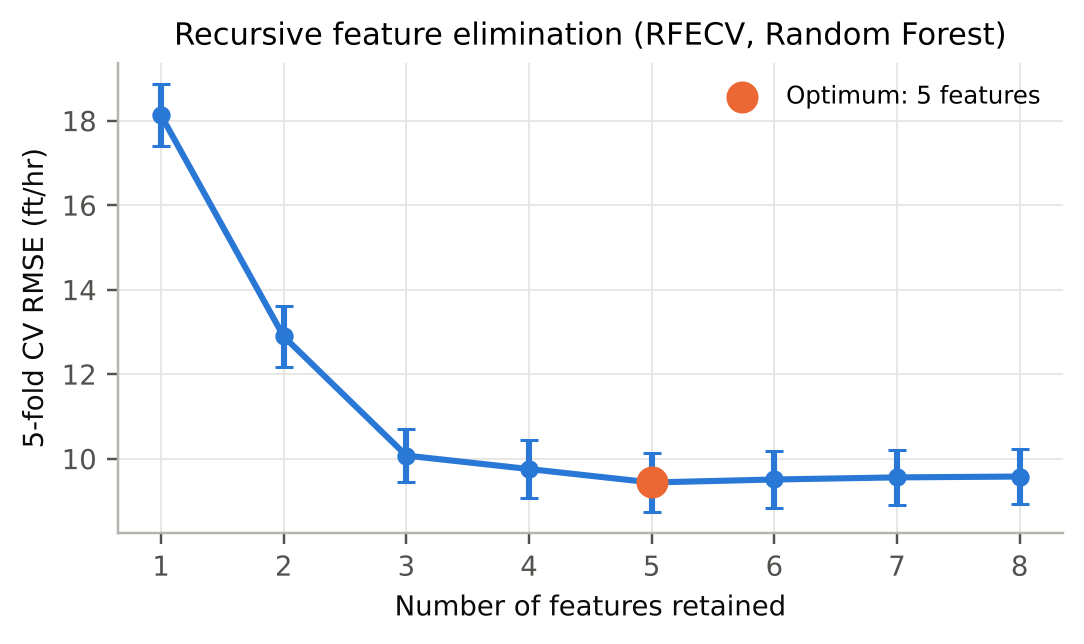 Recursive feature elimination (RFECV, Random Forest)
Optimum: 5 features
5-fold CV RMSE (ft/hr)
18
16
14
12
10
1 2 3 4 5 6 7 8
Number of features retained